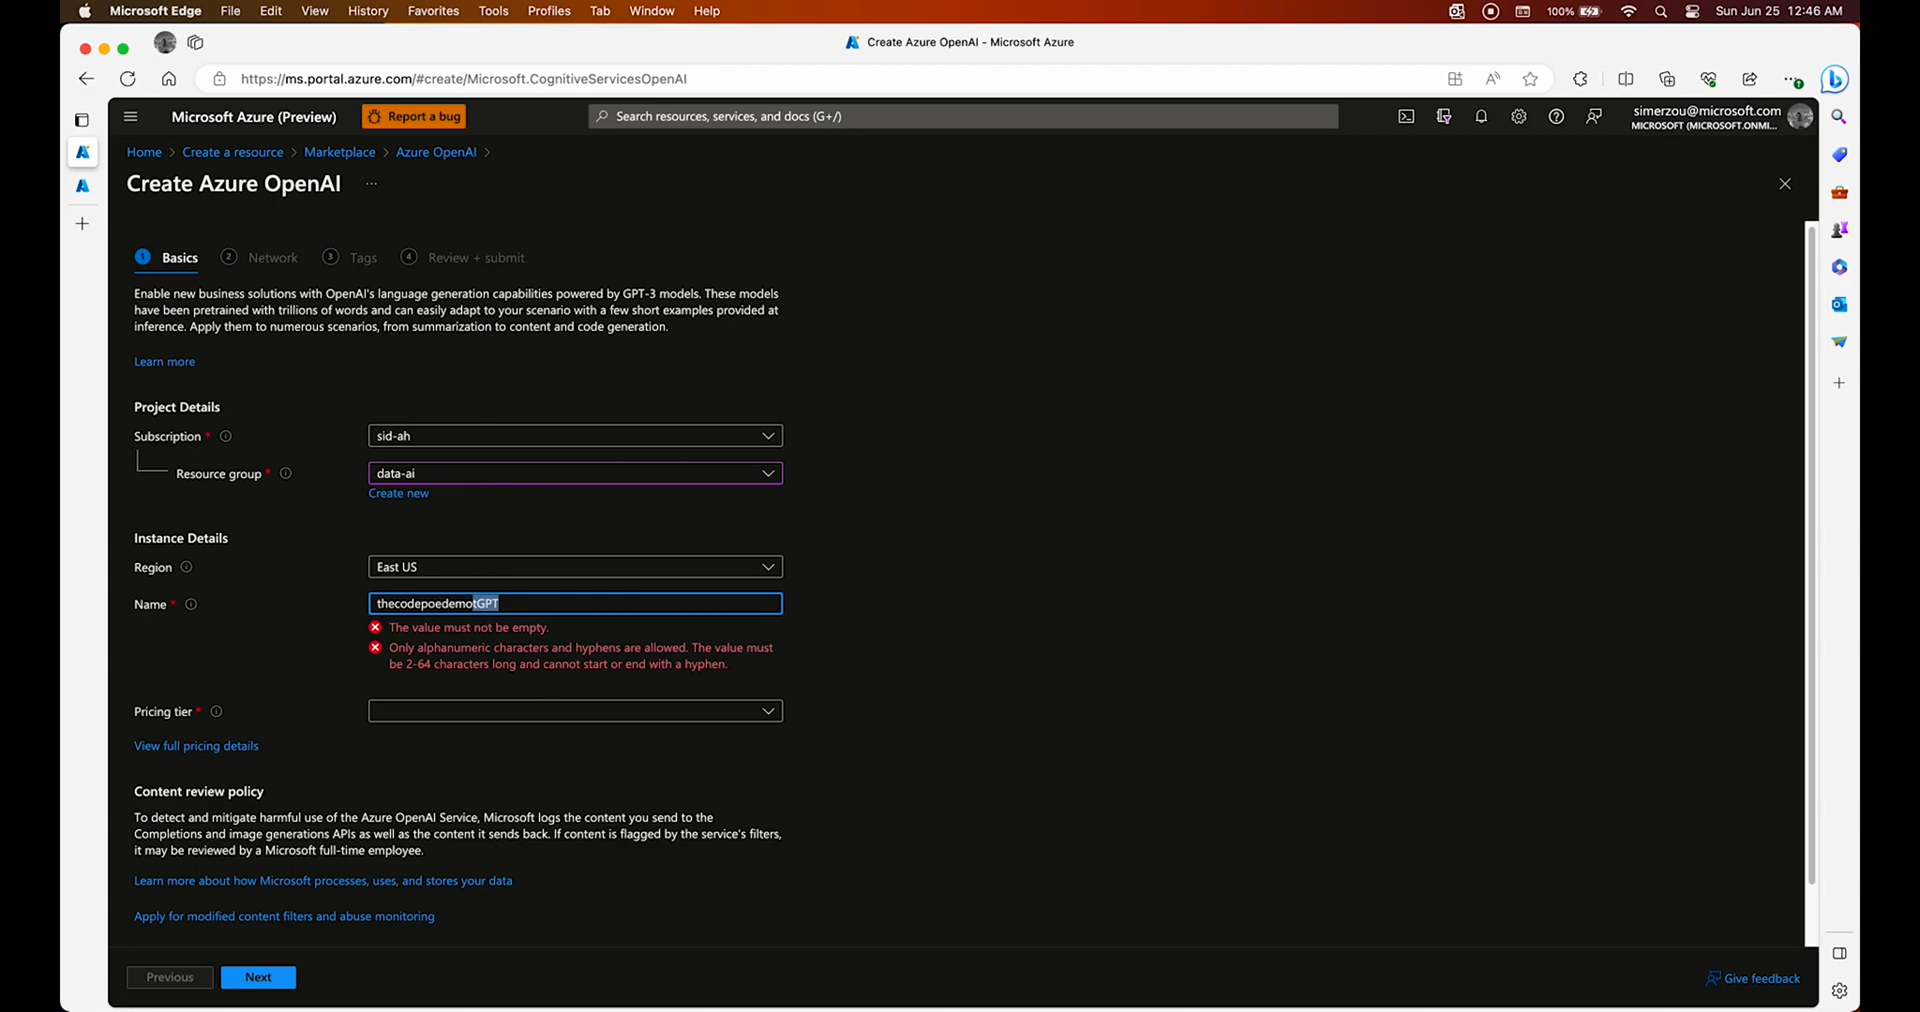 Microsoft Edge File Edit View History Favorites Tools Profiles Tab Window Help 100% Sun Jun 25 12:46 AM
Create Azure OpenAI - Microsoft Azure
https://ms.portal.azure.com/#create/Microsoft.CognitiveServicesOpenAI
Microsoft Azure (Preview) Report a bug Search resources, services, and docs (G+/) simerzou@microsoft.com
MICROSOFT (MICROSOFT.ONMI...
Home > Create a resource > Marketplace > Azure OpenAI >
Create Azure OpenAI ...
1 Basics 2 Network 3 Tags 4 Review + submit
Enable new business solutions with OpenAI's language generation capabilities powered by GPT-3 models. These models
have been pretrained with trillions of words and can easily adapt to your scenario with a few short examples provided at
inference. Apply them to numerous scenarios, from summarization to content and code generation.
Learn more
Project Details
Subscription * sid-ah
Resource group * data-ai
Create new
Instance Details
Region East US
Name * thecodepoedemotGPT
The value must not be empty.
Only alphanumeric characters and hyphens are allowed. The value must
be 2-64 characters long and cannot start or end with a hyphen.
Pricing tier *
View full pricing details
Content review policy
To detect and mitigate harmful use of the Azure OpenAI Service, Microsoft logs the content you send to the
Completions and image generations APIs as well as the content it sends back. If content is flagged by the service's filters,
it may be reviewed by a Microsoft full-time employee.
Learn more about how Microsoft processes, uses, and stores your data
Apply for modified content filters and abuse monitoring
Previous Next Give feedback